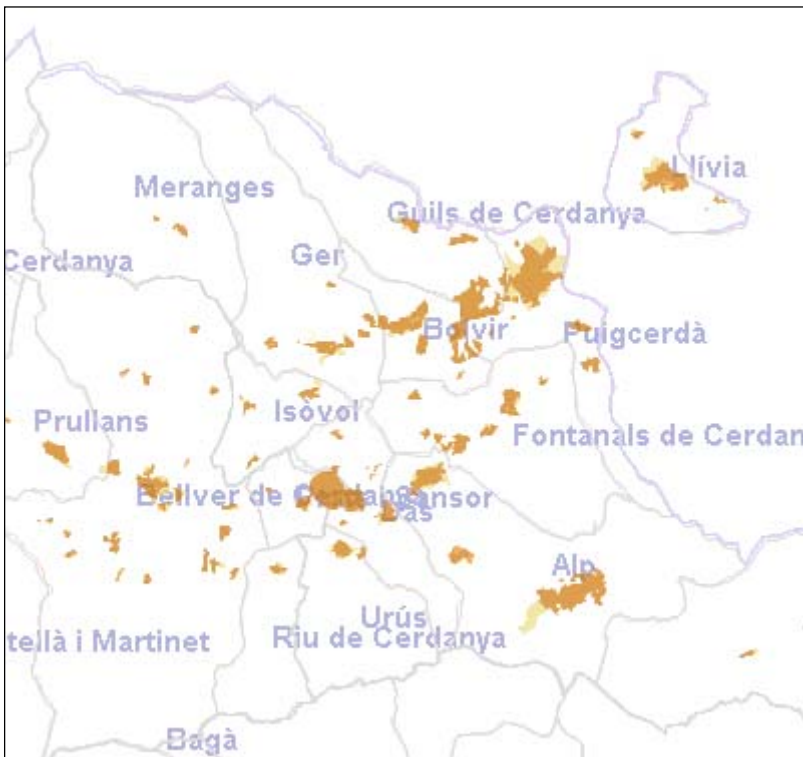 Llívia
Meranges
Guils de Cerdanya
Ger
Cerdanya
Bolvir
Puigcerdà
Isòvol
Prullans
Fontanals de Cerdan
Bellver de Cerdanya
Sansor
Das
Alp
Urús
Riu de Cerdanya
tellà i Martinet
Bagà